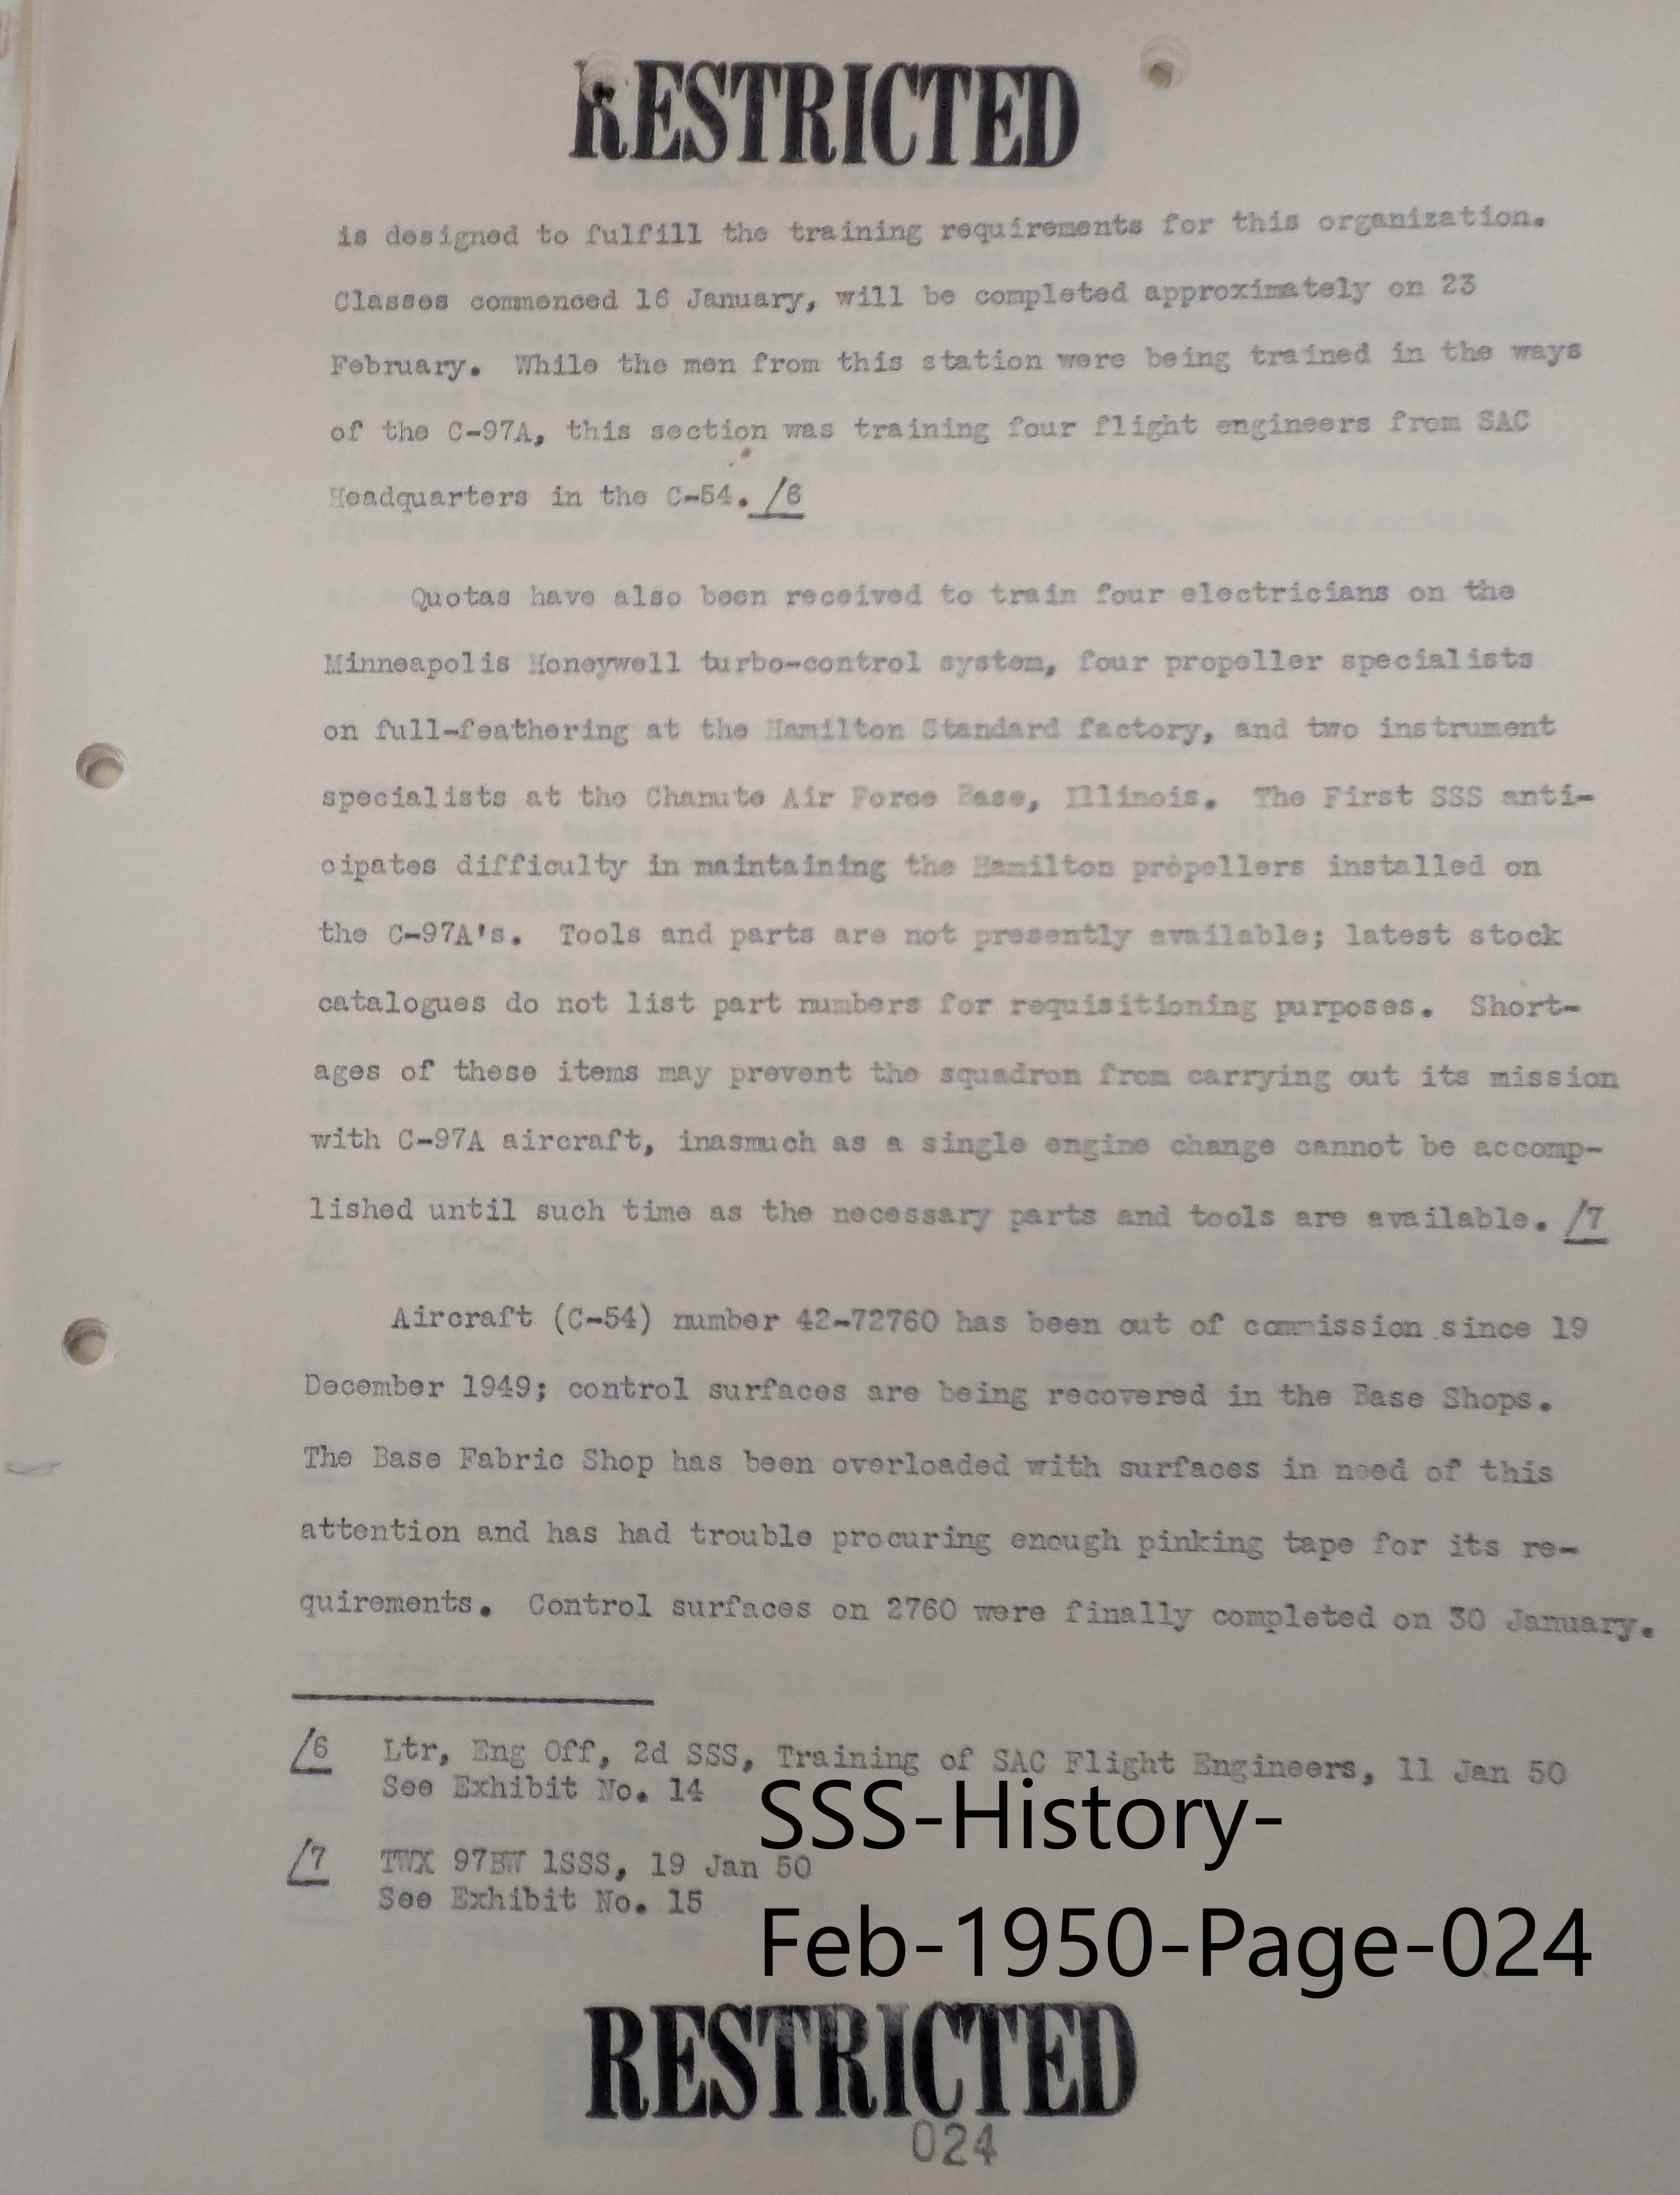 RESTRICTED
is designed to fulfill the training requirements for this organization.
Classes commenced 16 January, will be completed approximately on 23
February. While the men from this station were being trained in the ways
of the C-97A, this section was training four flight engineers from SAC
Headquarters in the C-54. /6
Quotas have also been received to train four electricians on the
Minneapolis Honeywell turbo-control system, four propeller specialists
on full-feathering at the Hamilton Standard factory, and two instrument
specialists at the Chanute Air Force Base, Illinois. The First SSS anti-
cipates difficulty in maintaining the Hamilton propellers installed on
the C-97A's. Tools and parts are not presently available; latest stock
catalogues do not list part numbers for requisitioning purposes. Short-
ages of these items may prevent the squadron from carrying out its mission
with C-97A aircraft, inasmuch as a single engine change cannot be accomp-
lished until such time as the necessary parts and tools are available. /7
Aircraft (C-54) number 42-72760 has been out of commission since 19
December 1949; control surfaces are being recovered in the Base Shops.
The Base Fabric Shop has been overloaded with surfaces in need of this
attention and has had trouble procuring enough pinking tape for its re-
quirements. Control surfaces on 2760 were finally completed on 30 January.
/6 Ltr, Eng Off, 2d SSS, Training of SAC Flight Engineers, 11 Jan 50
See Exhibit No. 14
/7 TWX 97BW 1SSS, 19 Jan 50
See Exhibit No. 15
SSS-History-
Feb-1950-Page-024
RESTRICTED
024